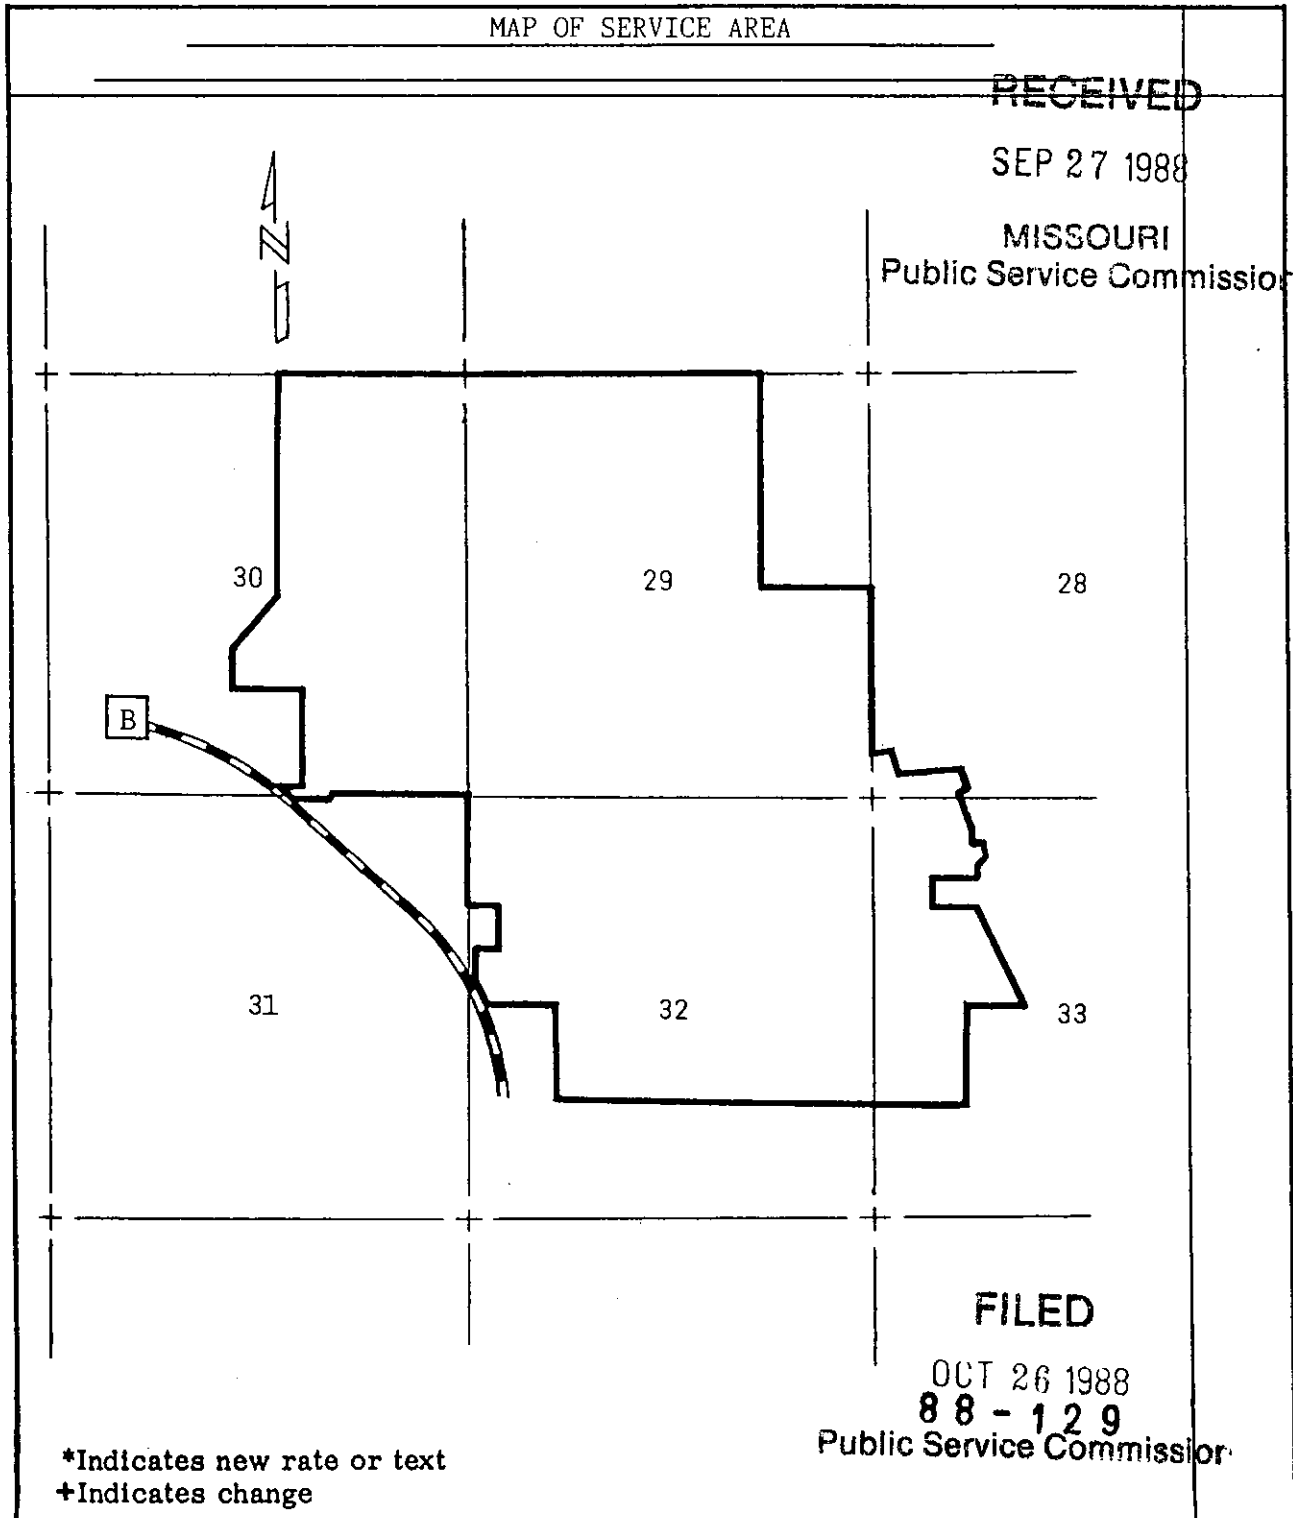 MAP OF SERVICE AREA
RECEIVED
SEP 27 1988
MISSOURI
Public Service Commission
N
30
29
28
B
31
32
33
FILED
OCT 26 1988
88-129
Public Service Commission
*Indicates new rate or text
+Indicates change